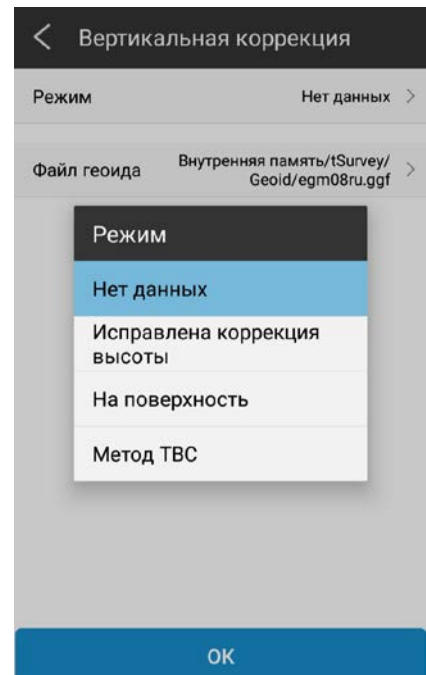 Вертикальная коррекция
Режим Нет данных
Файл геоида Внутренняя память/tSurvey/
Geoid/egm08ru.ggf
Режим
Нет данных
Исправлена коррекция
высоты
На поверхность
Метод ТВС
ОК